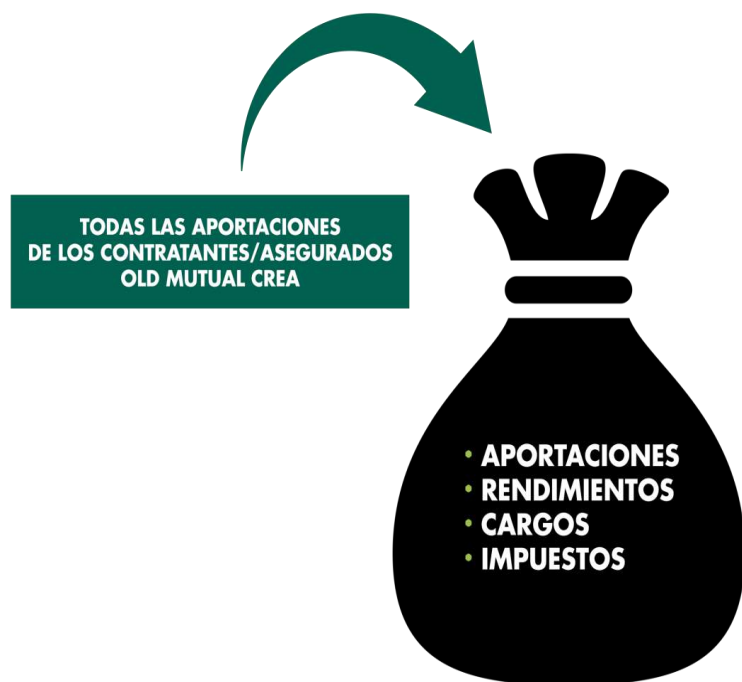 TODAS LAS APORTACIONES
DE LOS CONTRATANTES/ASEGURADOS
OLD MUTUAL CREA
• APORTACIONES
• RENDIMIENTOS
• CARGOS
• IMPUESTOS